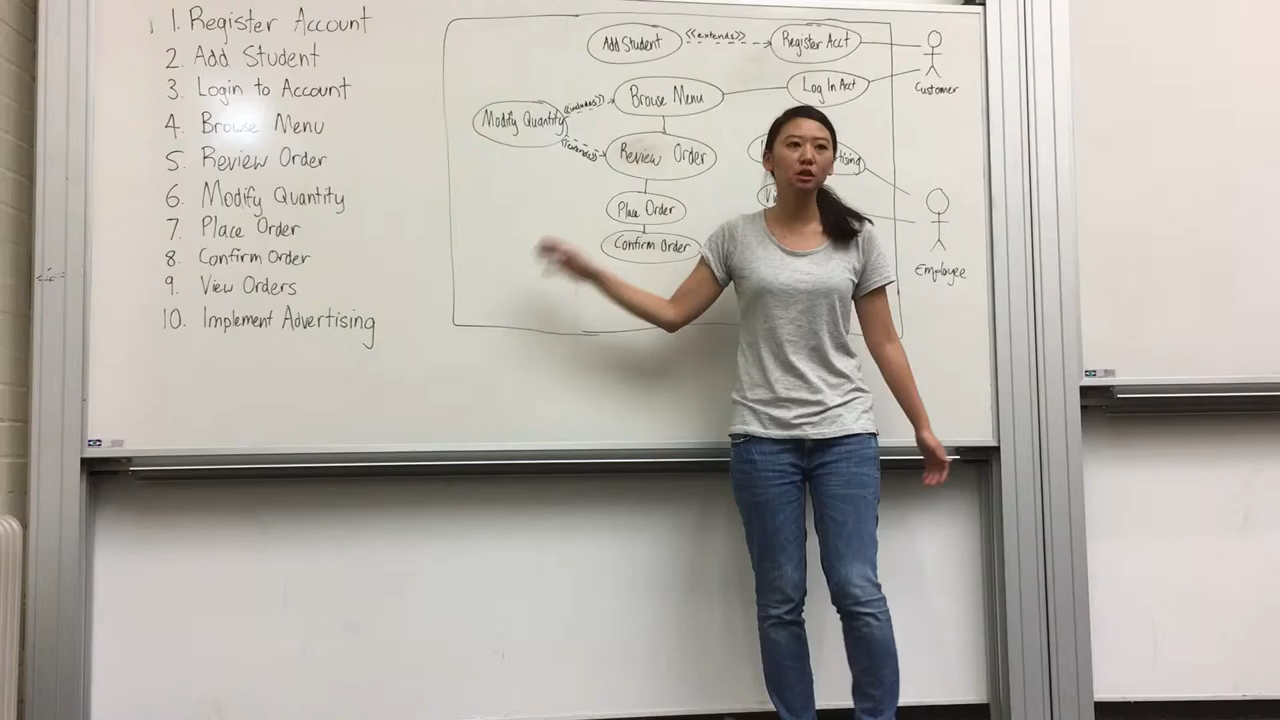 1. Register Account
2. Add Student
3. Login to Account
4. Browse Menu
5. Review Order
6. Modify Quantity
7. Place Order
8. Confirm Order
9. View Orders
10. Implement Advertising
Add Student <<extends>> Register Acct
Customer
Modify Quantity <<includes>> Browse Menu Log In Acct
<<extends>> Review Order
Place Order
Confirm Order
Employee